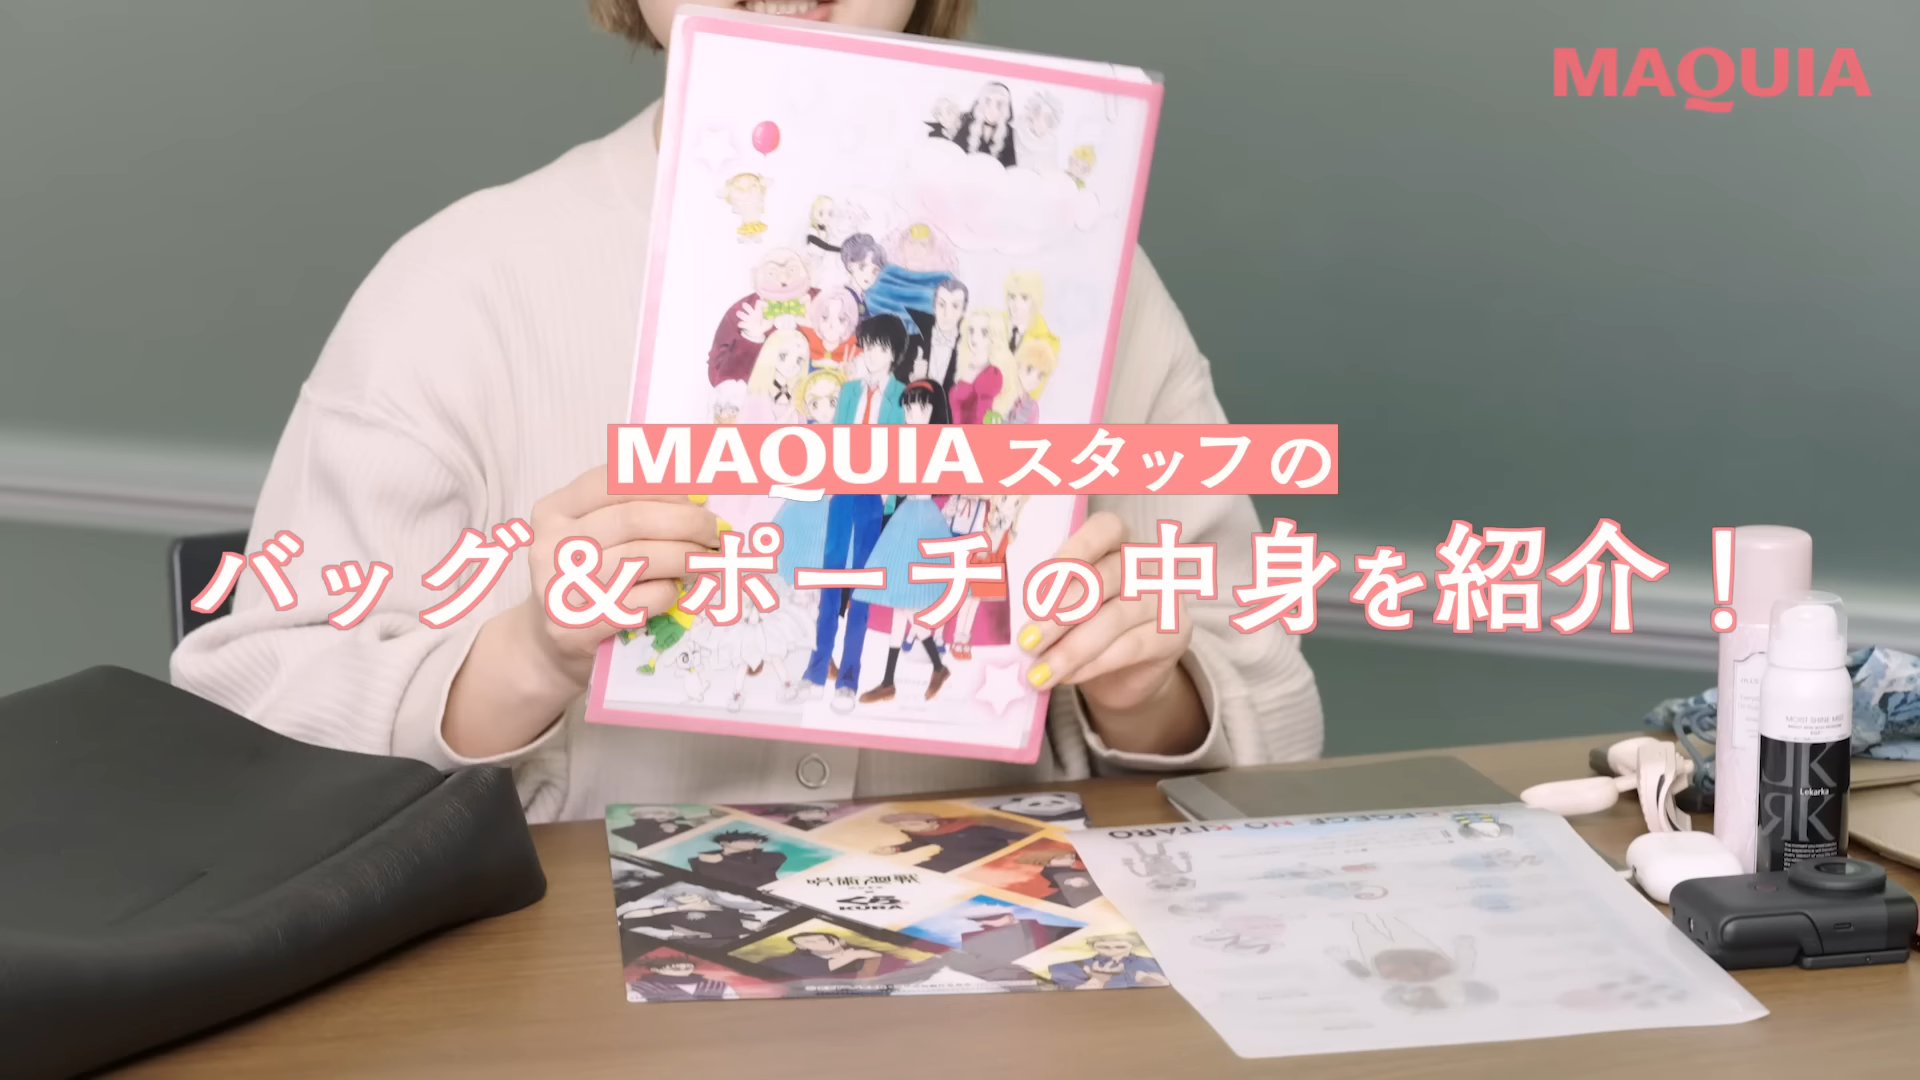 MAQUIA
MAQUIAスタッフの
バッグ&ポーチの中身を紹介！
MOIST SHINE MIST
Lekarka
GEGEGE NO KITARO
呪術廻戦
くら
KURA